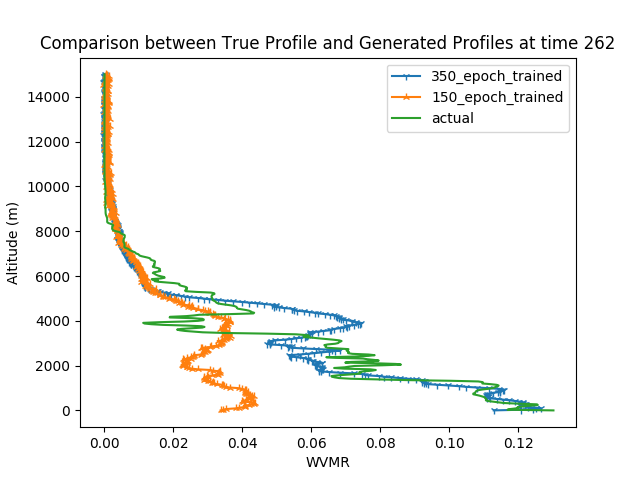 Comparison between True Profile and Generated Profiles at time 262
350_epoch_trained
150_epoch_trained
actual
14000
12000
10000
8000
6000
4000
2000
0
Altitude (m)
0.00 0.02 0.04 0.06 0.08 0.10 0.12
WVMR